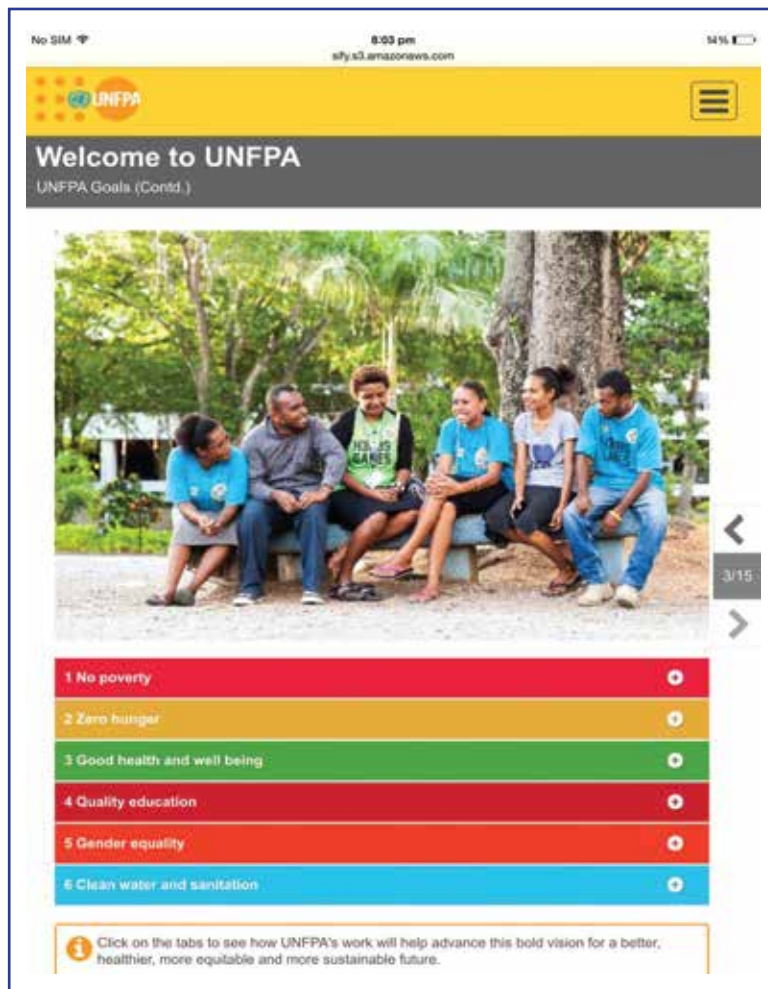 No SIM 8:03 pm 14%
sify.s3.amazonaws.com
UNFPA
Welcome to UNFPA
UNFPA Goals (Contd.)
GAMES
3/15
1 No poverty
2 Zero hunger
3 Good health and well being
4 Quality education
5 Gender equality
6 Clean water and sanitation
Click on the tabs to see how UNFPA's work will help advance this bold vision for a better,
healthier, more equitable and more sustainable future.